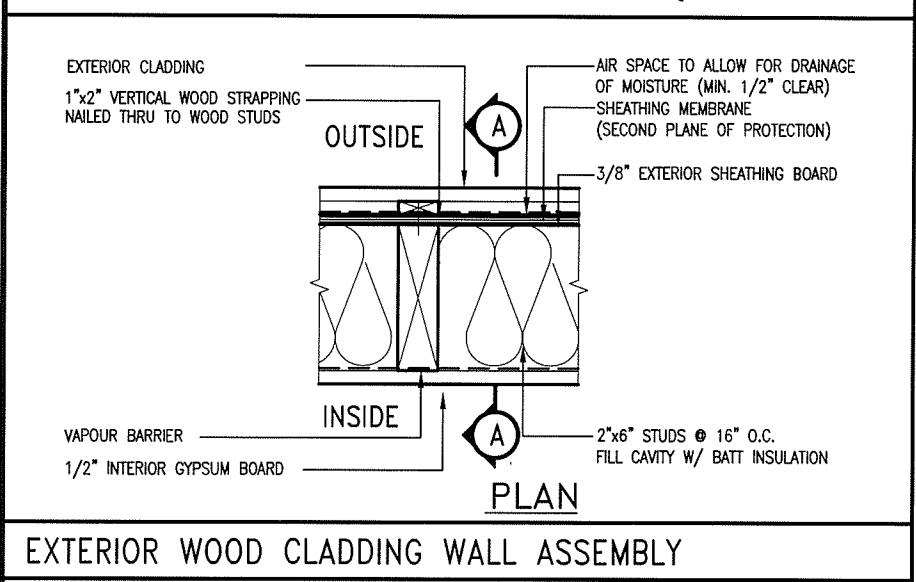 EXTERIOR CLADDING
1"x2" VERTICAL WOOD STRAPPING
NAILED THRU TO WOOD STUDS
OUTSIDE
A
AIR SPACE TO ALLOW FOR DRAINAGE
OF MOISTURE (MIN. 1/2" CLEAR)
SHEATHING MEMBRANE
(SECOND PLANE OF PROTECTION)
3/8" EXTERIOR SHEATHING BOARD
INSIDE
A
VAPOUR BARRIER
1/2" INTERIOR GYPSUM BOARD
2"x6" STUDS @ 16" O.C.
FILL CAVITY W/ BATT INSULATION
PLAN
EXTERIOR WOOD CLADDING WALL ASSEMBLY